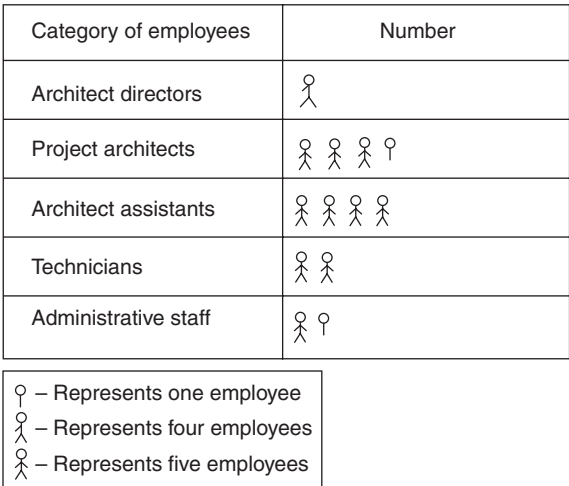 Category of employees Number
Architect directors
Project architects
Architect assistants
Technicians
Administrative staff
– Represents one employee
– Represents four employees
– Represents five employees